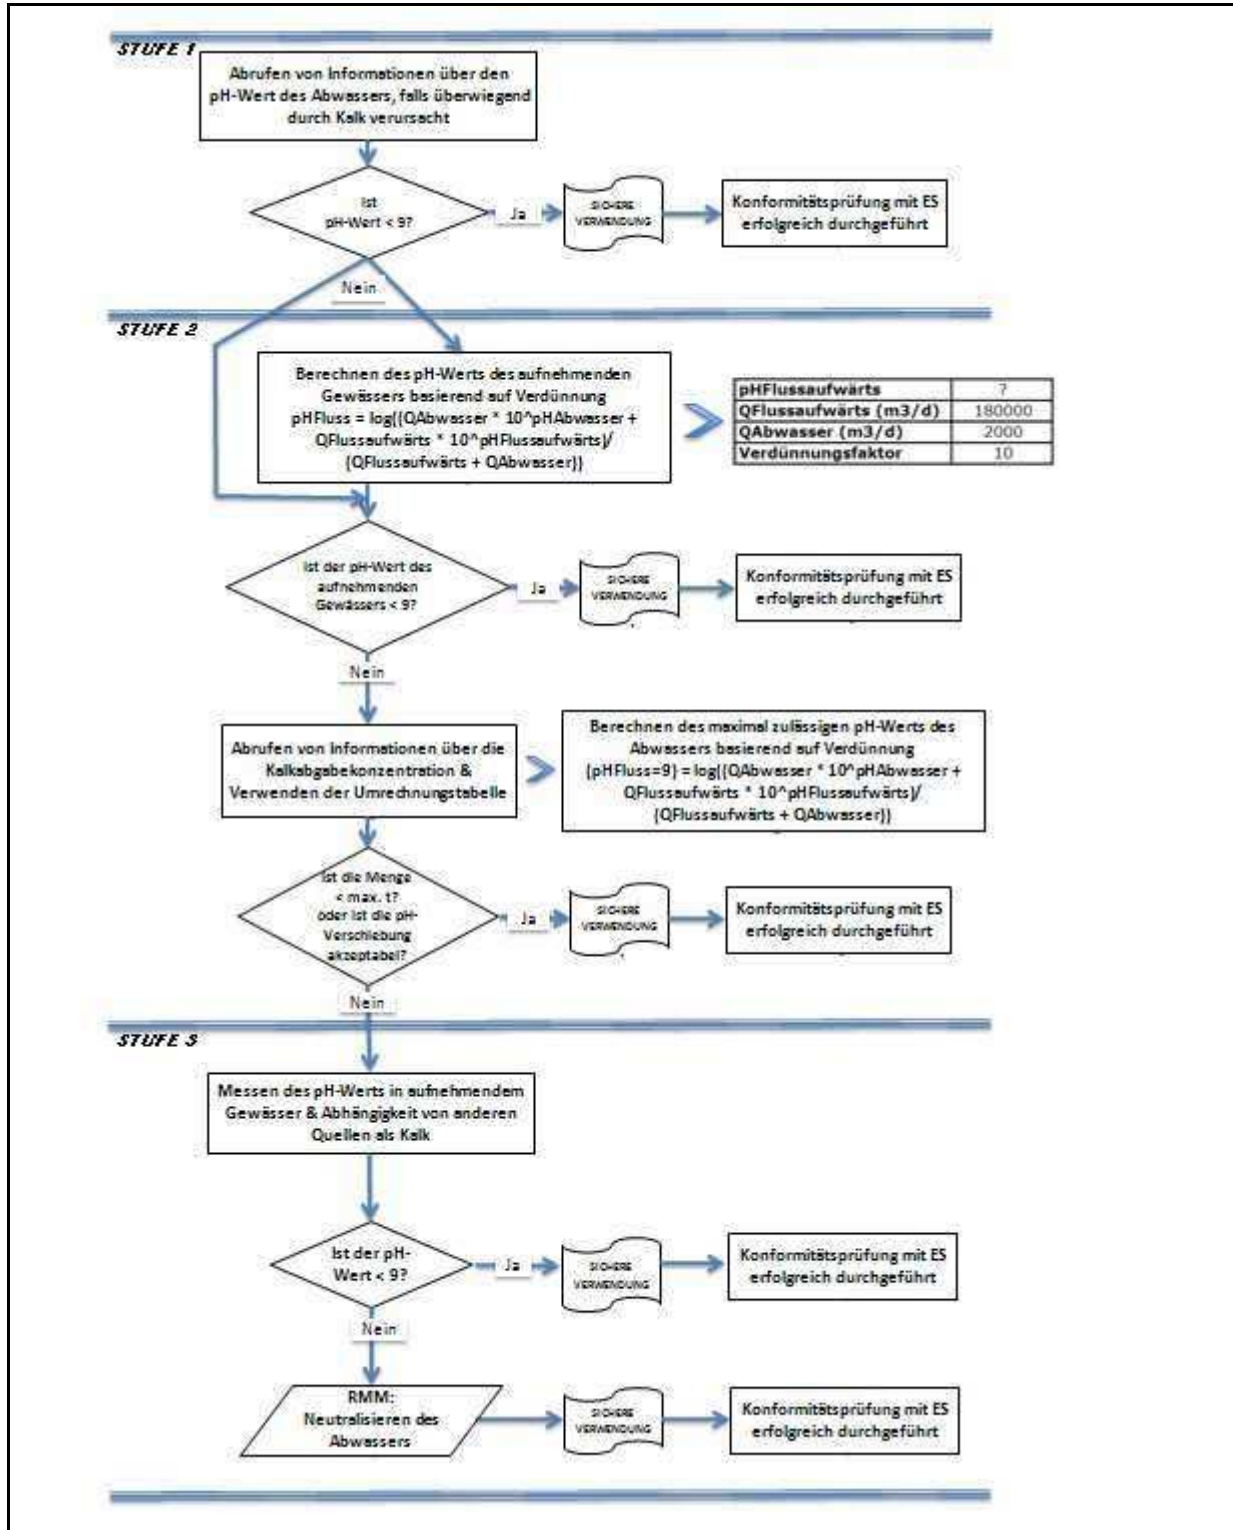 STUFE 1
Abrufen von Informationen über den
pH-Wert des Abwassers, falls überwiegend
durch Kalk verursacht
Ist
pH-Wert < 9?
Ja
SICHERE
VERWENDUNG
Konformitätsprüfung mit ES
erfolgreich durchgeführt
Nein
STUFE 2
Berechnen des pH-Werts des aufnehmenden
Gewässers basierend auf Verdünnung
pHFluss = log((QAbwasser * 10^pHAbwasser +
QFlussaufwärts * 10^pHFlussaufwärts)/
(QFlussaufwärts + QAbwasser))
pHFlussaufwärts ?
QFlussaufwärts (m3/d) 180000
QAbwasser (m3/d) 2000
Verdünnungsfaktor 10
Ist der pH-Wert des
aufnehmenden
Gewässers < 9?
Ja
SICHERE
VERWENDUNG
Konformitätsprüfung mit ES
erfolgreich durchgeführt
Nein
Abrufen von Informationen über die
Kalkabgabekonzentration &
Verwenden der Umrechnungstabelle
Berechnen des maximal zulässigen pH-Werts des
Abwassers basierend auf Verdünnung
(pHFluss=9) = log((QAbwasser * 10^pHAbwasser +
QFlussaufwärts * 10^pHFlussaufwärts)/
(QFlussaufwärts + QAbwasser))
Ist die Menge
< max. t?
oder ist die pH-
Verschiebung
akzeptabel?
Ja
SICHERE
VERWENDUNG
Konformitätsprüfung mit ES
erfolgreich durchgeführt
Nein
STUFE 3
Messen des pH-Werts in aufnehmendem
Gewässer & Abhängigkeit von anderen
Quellen als Kalk
Ist der pH-
Wert < 9?
Ja
SICHERE
VERWENDUNG
Konformitätsprüfung mit ES
erfolgreich durchgeführt
Nein
RMM:
Neutralisieren des
Abwassers
SICHERE
VERWENDUNG
Konformitätsprüfung mit ES
erfolgreich durchgeführt